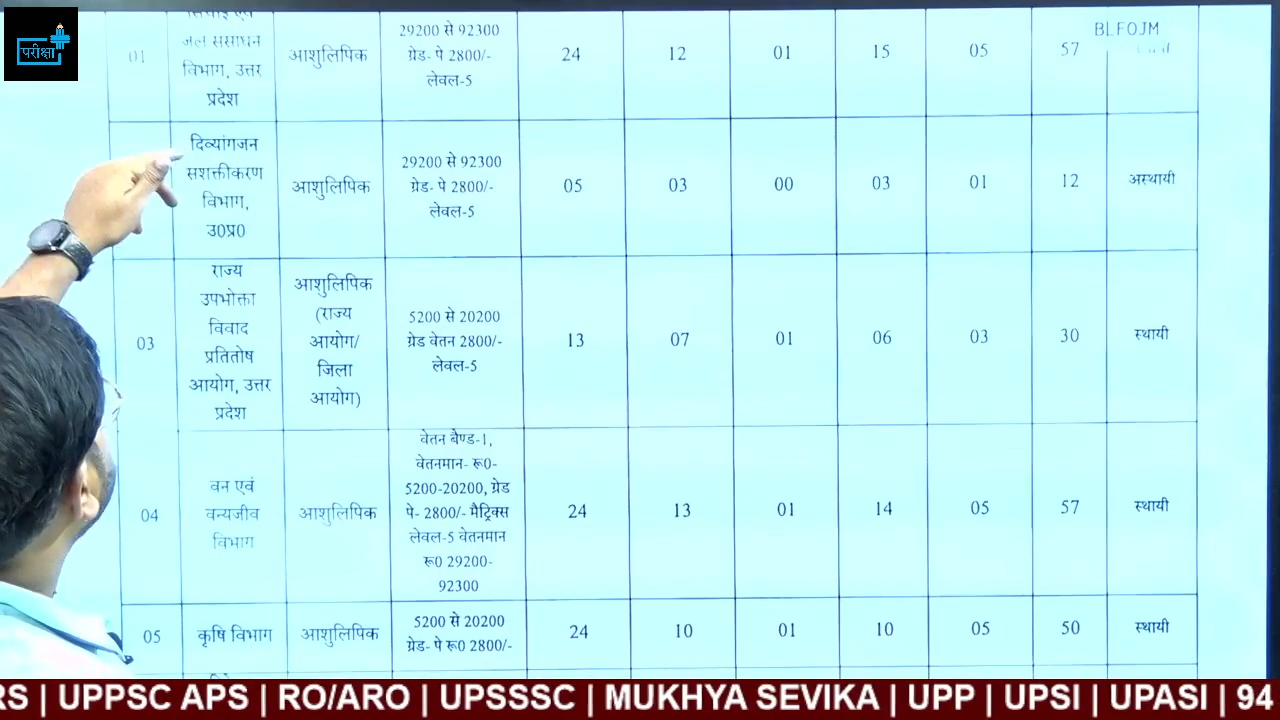 परीक्षा
BLFOJM
01
जल संसाधन
विभाग, उत्तर
प्रदेश
आशुलिपिक
29200 से 92300
ग्रेड- पे 2800/-
लेवल-5
24
12
01
15
05
57
दिव्यांगजन
सशक्तीकरण
विभाग,
उ0प्र0
आशुलिपिक
29200 से 92300
ग्रेड- पे 2800/-
लेवल-5
05
03
00
03
01
12
अस्थायी
03
राज्य
उपभोक्ता
विवाद
प्रतितोष
आयोग, उत्तर
प्रदेश
आशुलिपिक
(राज्य
आयोग/
जिला
आयोग)
5200 से 20200
ग्रेड वेतन 2800/-
लेवल-5
13
07
01
06
03
30
स्थायी
04
वन एवं
वन्यजीव
विभाग
आशुलिपिक
वेतन बैण्ड-1,
वेतनमान- रू0-
5200-20200, ग्रेड
पे- 2800/- मैट्रिक्स
लेवल-5 वेतनमान
रू0 29200-
92300
24
13
01
14
05
57
स्थायी
05
कृषि विभाग
आशुलिपिक
5200 से 20200
ग्रेड- पे रू0 2800/-
24
10
01
10
05
50
स्थायी
RS | UPPSC APS | RO/ARO | UPSSSC | MUKHYA SEVIKA | UPP | UPSI | UPASI | 94